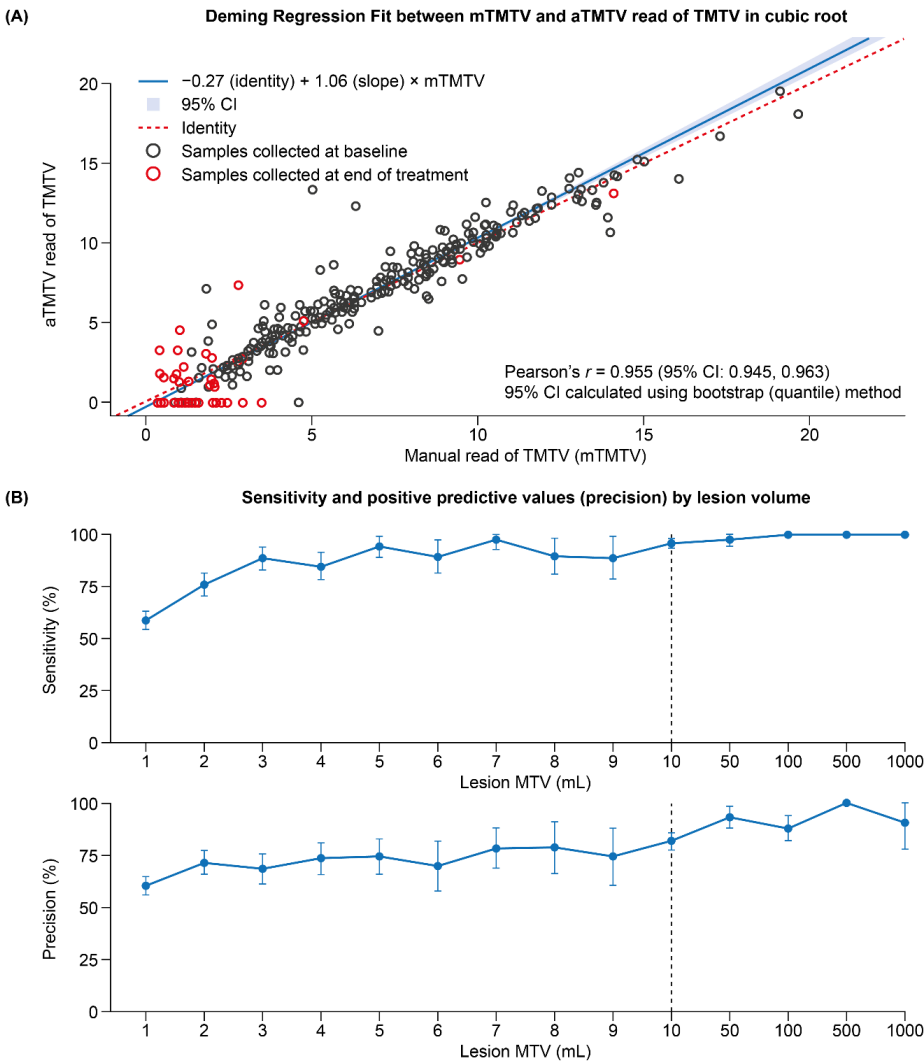 (A)
Deming Regression Fit between mTMTV and aTMTV read of TMTV in cubic root
−0.27 (identity) + 1.06 (slope) × mTMTV
95% CI
Identity
Samples collected at baseline
Samples collected at end of treatment
aTMTV read of TMTV
20
15
10
5
0
Pearson's r = 0.955 (95% CI: 0.945, 0.963)
95% CI calculated using bootstrap (quantile) method
0 5 10 15 20
Manual read of TMTV (mTMTV)
(B)
Sensitivity and positive predictive values (precision) by lesion volume
Sensitivity (%)
100
75
50
25
0
1 2 3 4 5 6 7 8 9 10 50 100 500 1000
Lesion MTV (mL)
Precision (%)
100
75
50
25
0
1 2 3 4 5 6 7 8 9 10 50 100 500 1000
Lesion MTV (mL)